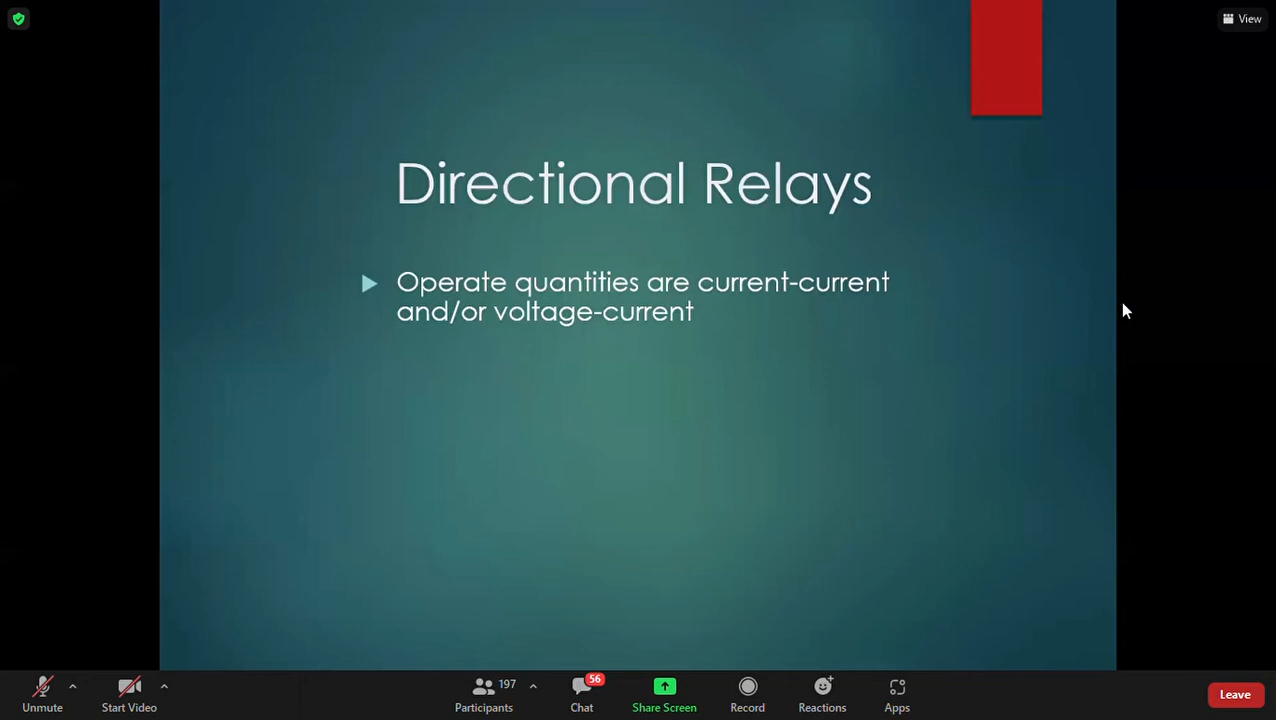 View
Directional Relays
Operate quantities are current-current
and/or voltage-current
197
56
Unmute
Start Video
Participants
Chat
Share Screen
Record
Reactions
Apps
Leave